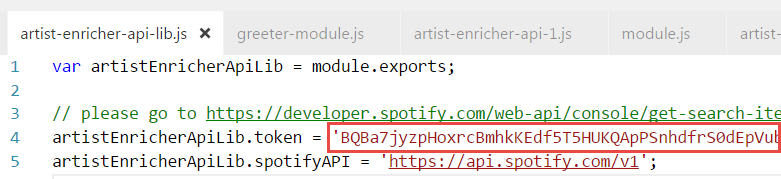 artist-enricher-api-lib.js × greeter-module.js artist-enricher-api-1.js module.js artist-
1 var artistEnricherApiLib = module.exports;
2
3 // please go to https://developer.spotify.com/web-api/console/get-search-ite
4 artistEnricherApiLib.token = 'BQBa7jyzpHoxrcBmhkKEdf5T5HUKQApPSnhdfrS0dEpVub
5 artistEnricherApiLib.spotifyAPI = 'https://api.spotify.com/v1';